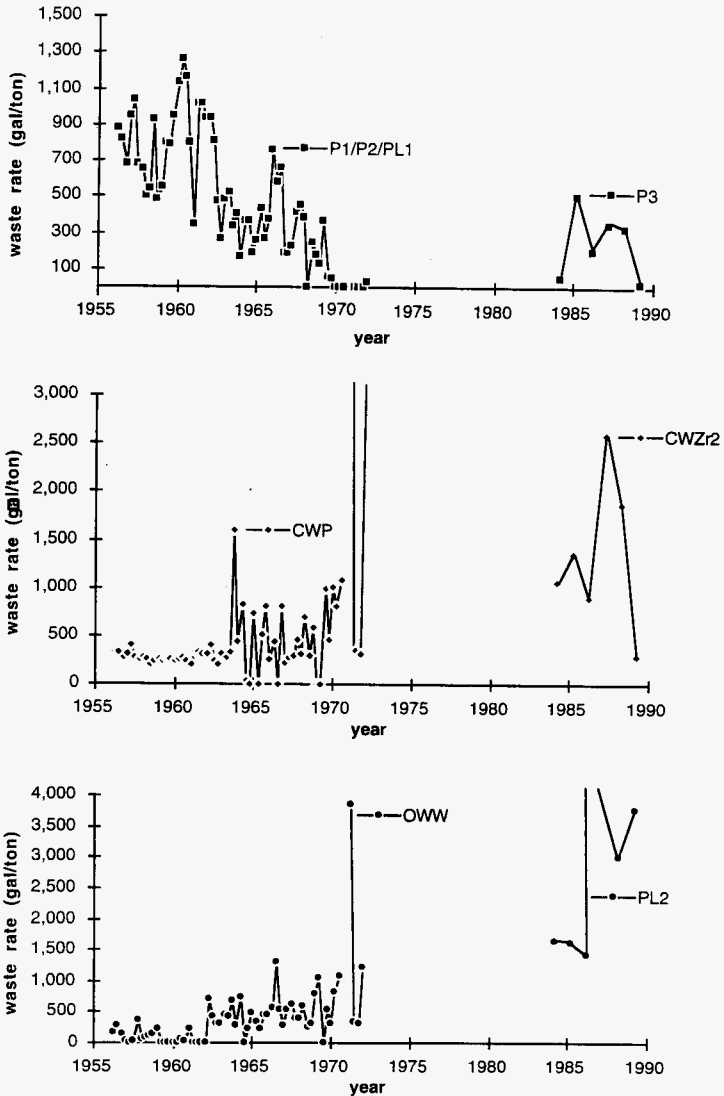 1,500
1,300
1,100
900
700
500
300
100
waste rate (gal/ton)
P1/P2/PL1
P3
1955 1960 1965 1970 1975 1980 1985 1990
year
3,000
2,500
2,000
1,500
1,000
500
0
waste rate (gal/ton)
CWP
CWZr2
1955 1960 1965 1970 1975 1980 1985 1990
year
4,000
3,500
3,000
2,500
2,000
1,500
1,000
500
0
waste rate (gal/ton)
OWW
PL2
1955 1960 1965 1970 1975 1980 1985 1990
year